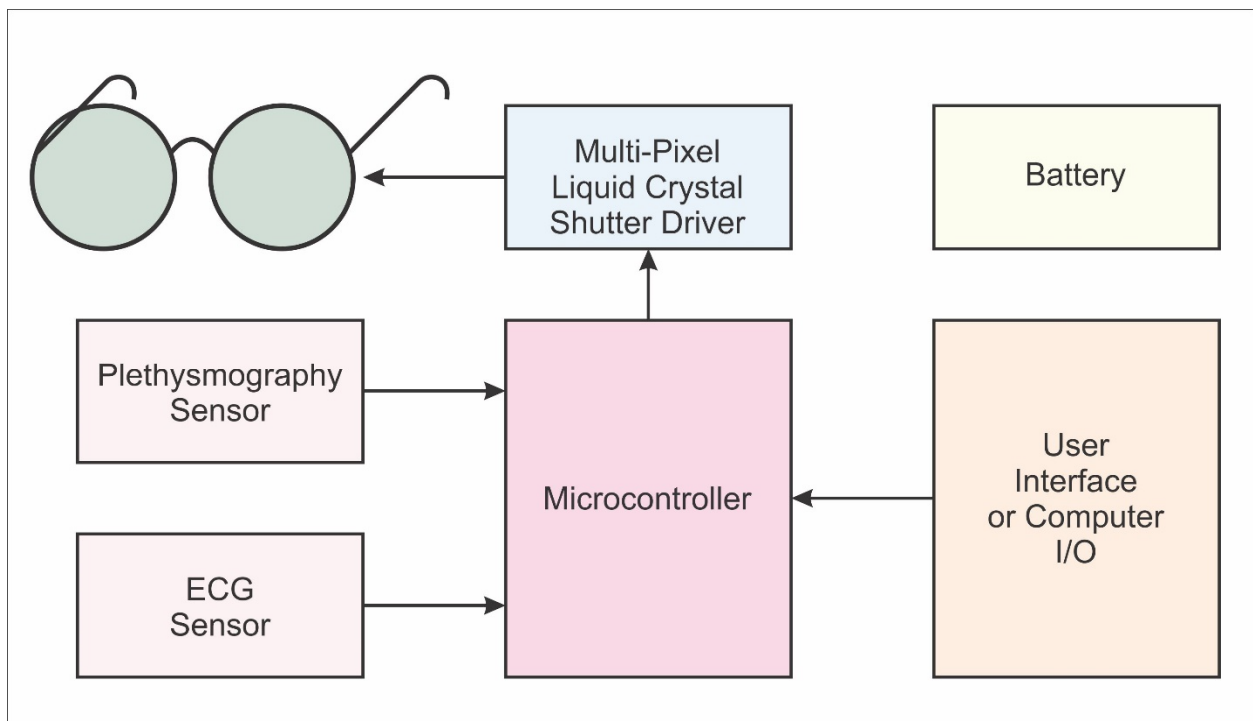 Multi-Pixel
Liquid Crystal
Shutter Driver
Battery
Plethysmography
Sensor
Microcontroller
User
Interface
or Computer
I/O
ECG
Sensor